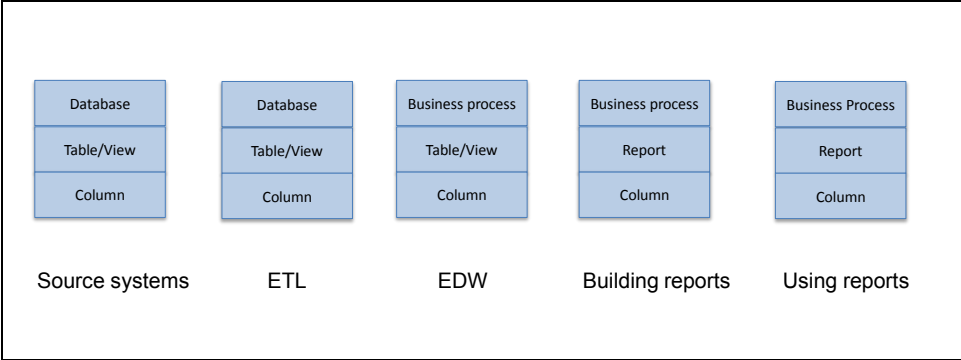 Database
Table/View
Column
Database
Table/View
Column
Business process
Table/View
Column
Business process
Report
Column
Business Process
Report
Column
Source systems
ETL
EDW
Building reports
Using reports